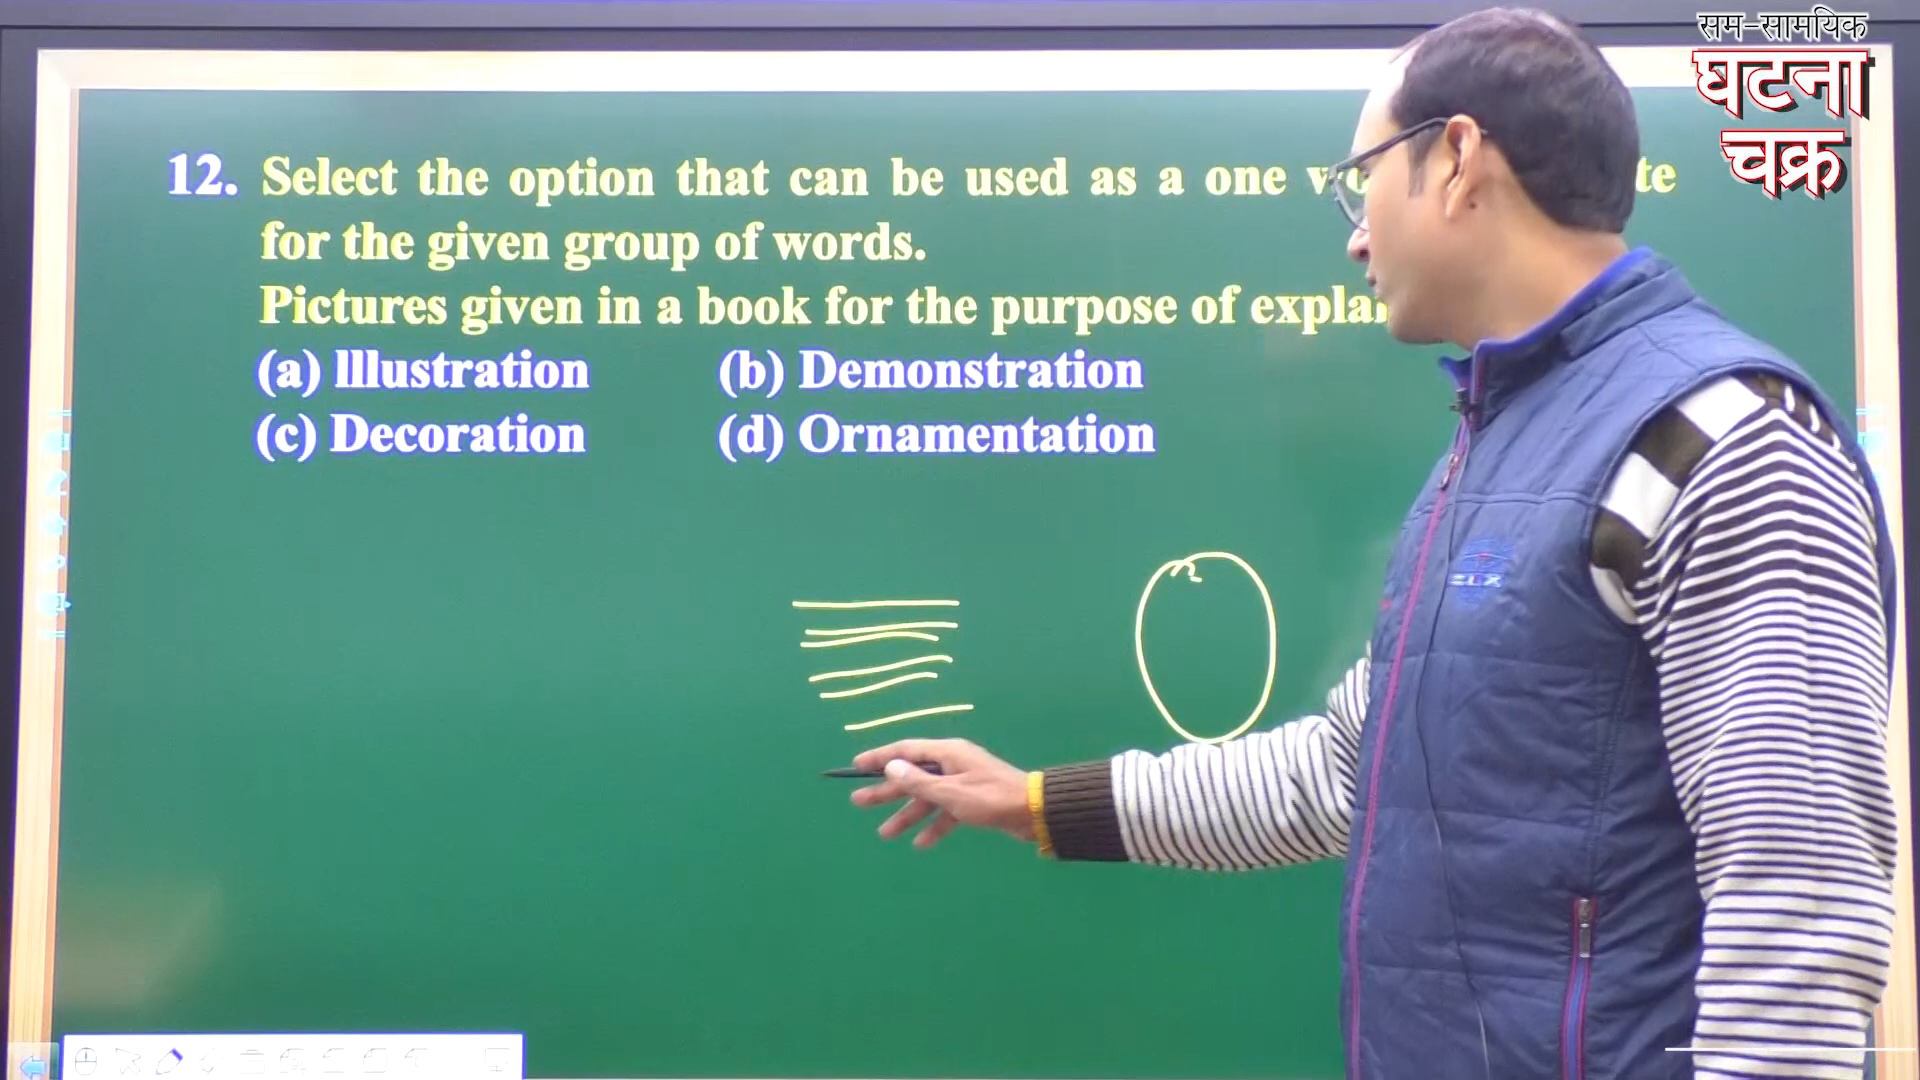 सम-सामयिक
घटना
चक्र
12. Select the option that can be used as a one te
for the given group of words.
Pictures given in a book for the purpose of
(a) Illustration (b) Demonstration
(c) Decoration (d) Ornamentation